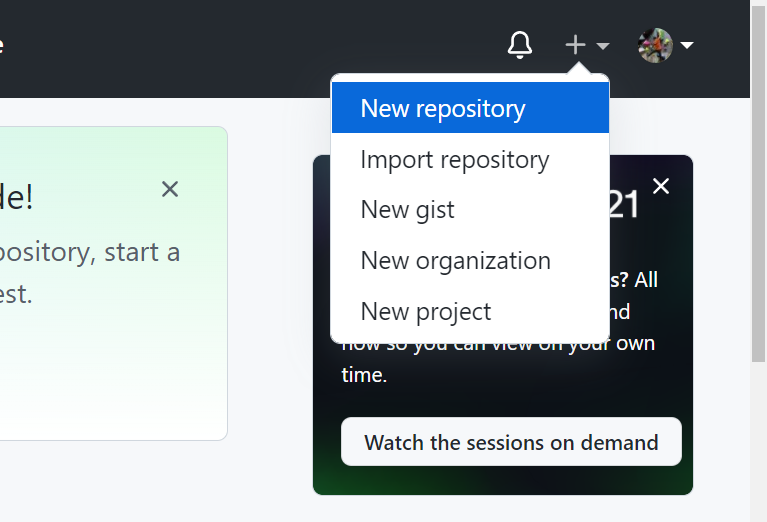 e
New repository
Import repository
New gist
New organization
New project
de!
pository, start a
est.
21
s? All
nd
now so you can view on your own
time.
Watch the sessions on demand